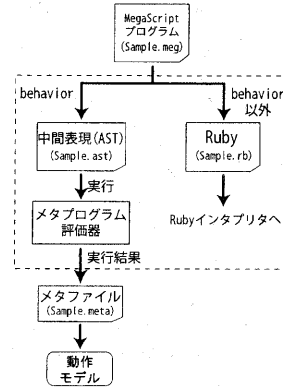 MegaScript
プログラム
(Sample.meg)
behavior
behavior
以外
中間表現(AST)
(Sample.ast)
Ruby
(Sample.rb)
実行
Rubyインタプリタへ
メタプログラム
評価器
実行結果
メタファイル
(Sample.meta)
動作
モデル